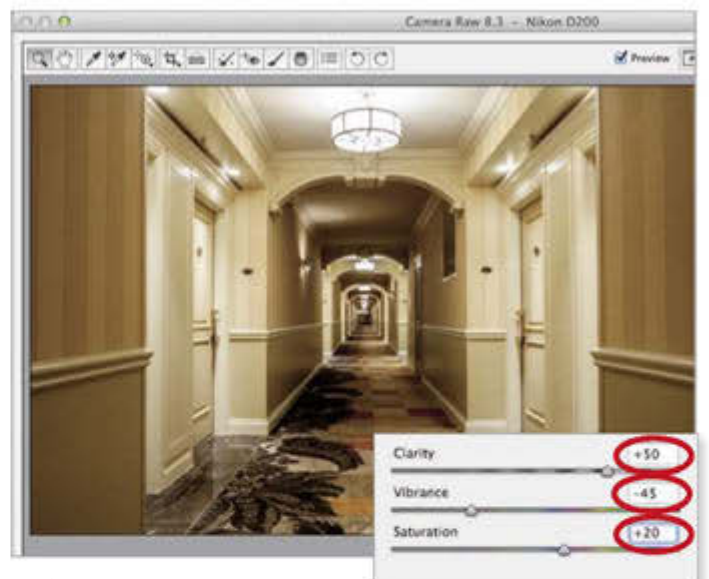 Camera Raw 8.3 – Nikon D200
Preview
Clarity +50
Vibrance -45
Saturation +20